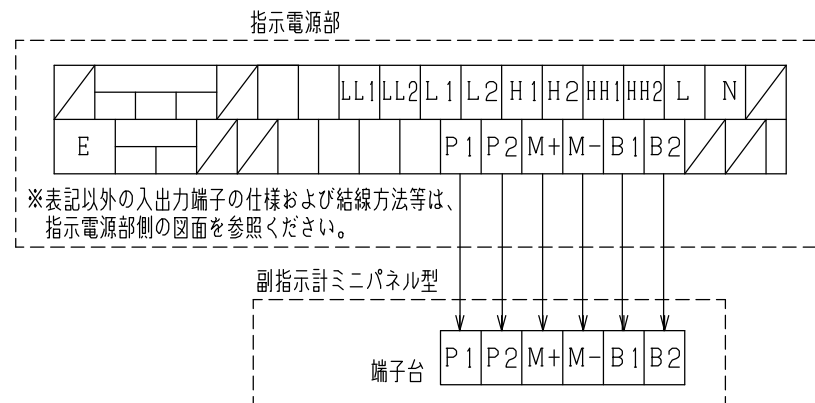 指示電源部
LL1 LL2 L1 L2 H1 H2 HH1 HH2 L N
E P1 P2 M+ M- B1 B2
※表記以外の入出力端子の仕様および結線方法等は、
指示電源部側の図面を参照ください。
副指示計ミニパネル型
端子台 P1 P2 M+ M- B1 B2